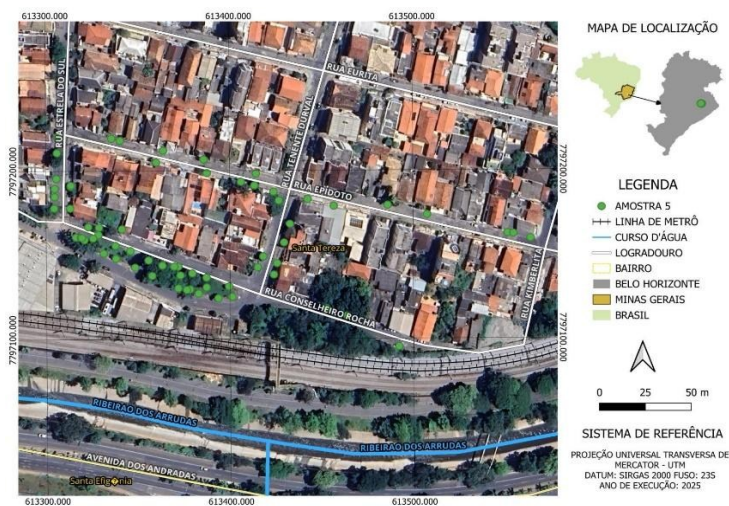 613300.000
613400.000
613500.000
7797200.000
7797100.000
7797200.000
7797100.000
RUA EURITA
RUA ESTRELA DO SUL
RUA TENENTE DURVAL
RUA EPÍDOTO
Santa Tereza
RUA CONSELHEIRO ROCHA
RUA KIMBERLITA
RIBEIRÃO DOS ARRUDAS
RIBEIRÃO DOS ARRUDAS
AVENIDA DOS ANDRADAS
Santa Efig�nia
613300.000
613400.000
613500.000
MAPA DE LOCALIZAÇÃO
LEGENDA
AMOSTRA 5
LINHA DE METRÔ
CURSO D'ÁGUA
LOGRADOURO
BAIRRO
BELO HORIZONTE
MINAS GERAIS
BRASIL
0 25 50 m
SISTEMA DE REFERÊNCIA
PROJEÇÃO UNIVERSAL TRANSVERSA DE
MERCATOR - UTM
DATUM: SIRGAS 2000 FUSO: 23S
ANO DE EXECUÇÃO: 2025